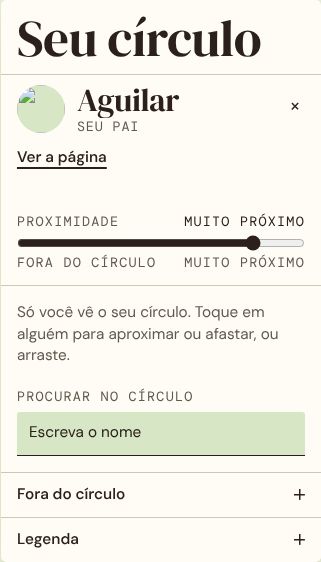 Seu círculo
Aguilar
×
SEU PAI
Ver a página
PROXIMIDADE MUITO PRÓXIMO
FORA DO CÍRCULO MUITO PRÓXIMO
Só você vê o seu círculo. Toque em
alguém para aproximar ou afastar, ou
arraste.
PROCURAR NO CÍRCULO
Escreva o nome
Fora do círculo +
Legenda +